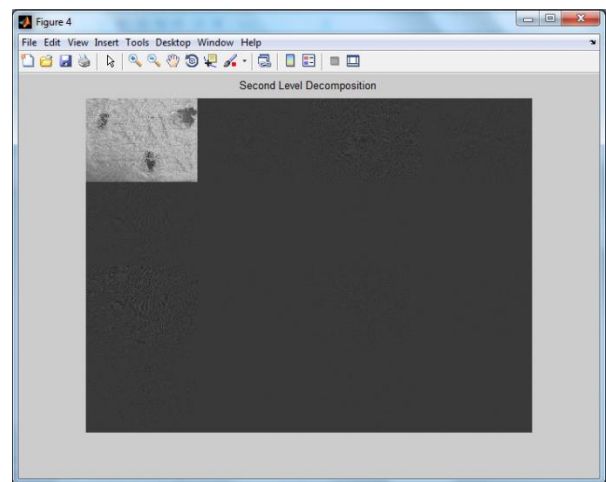 Figure 4
File Edit View Insert Tools Desktop Window Help
Second Level Decomposition